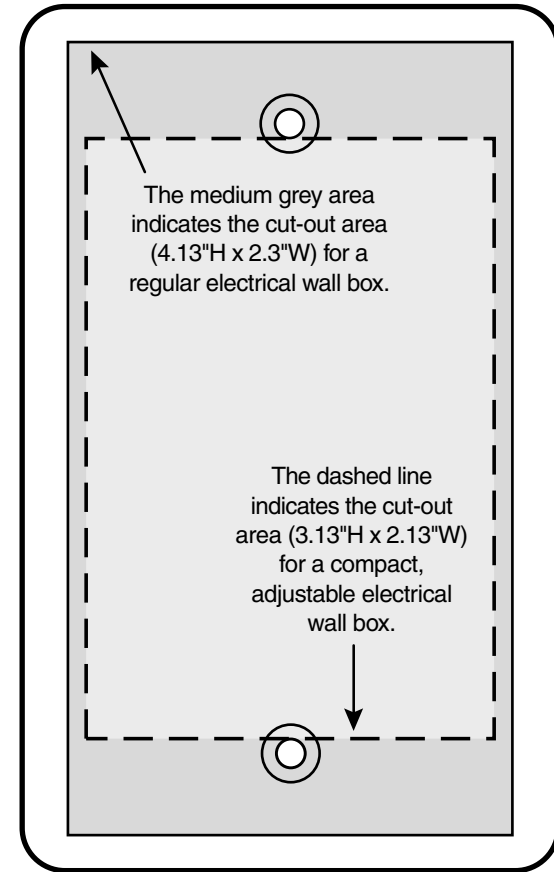 The medium grey area
indicates the cut-out area
(4.13"H x 2.3"W) for a
regular electrical wall box.
The dashed line
indicates the cut-out
area (3.13"H x 2.13"W)
for a compact,
adjustable electrical
wall box.